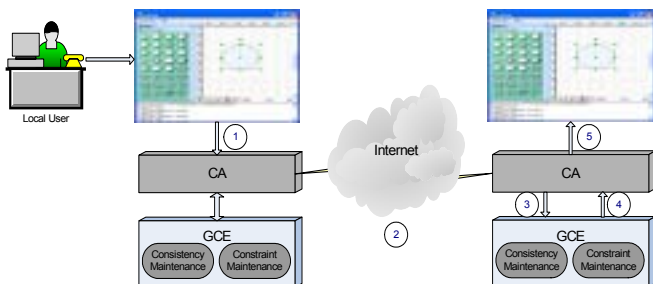 Local User
1
5
Internet
CA
CA
2
3
4
GCE
GCE
Consistency
Maintenance
Constraint
Maintenance
Consistency
Maintenance
Constraint
Maintenance